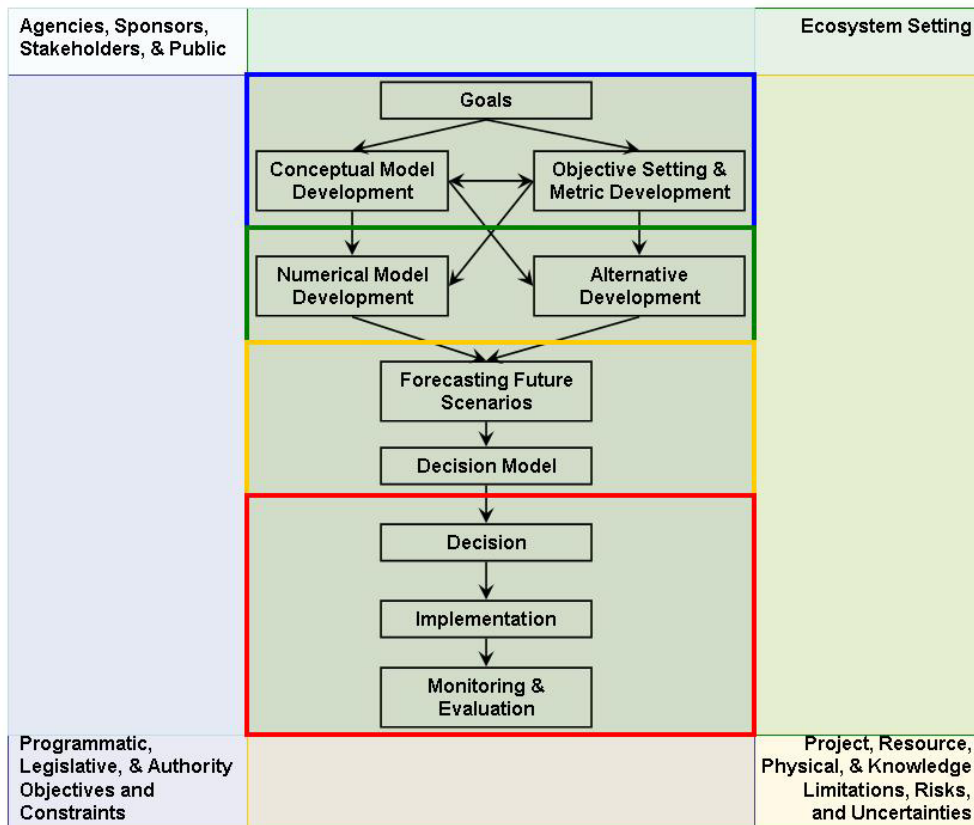 Agencies, Sponsors,
Stakeholders, & Public
Ecosystem Setting
Goals
Conceptual Model
Development
Objective Setting &
Metric Development
Numerical Model
Development
Alternative
Development
Forecasting Future
Scenarios
Decision Model
Decision
Implementation
Monitoring &
Evaluation
Programmatic,
Legislative, & Authority
Objectives and
Constraints
Project, Resource,
Physical, & Knowledge
Limitations, Risks,
and Uncertainties